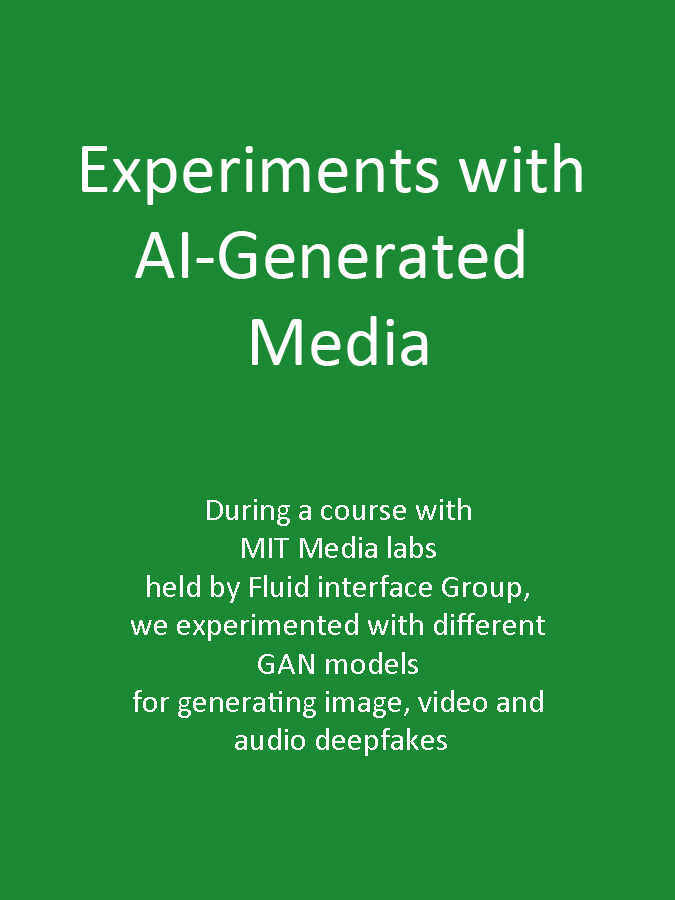 Experiments with
AI-Generated
Media
During a course with
MIT Media labs
held by Fluid interface Group,
we experimented with different
GAN models
for generating image, video and
audio deepfakes